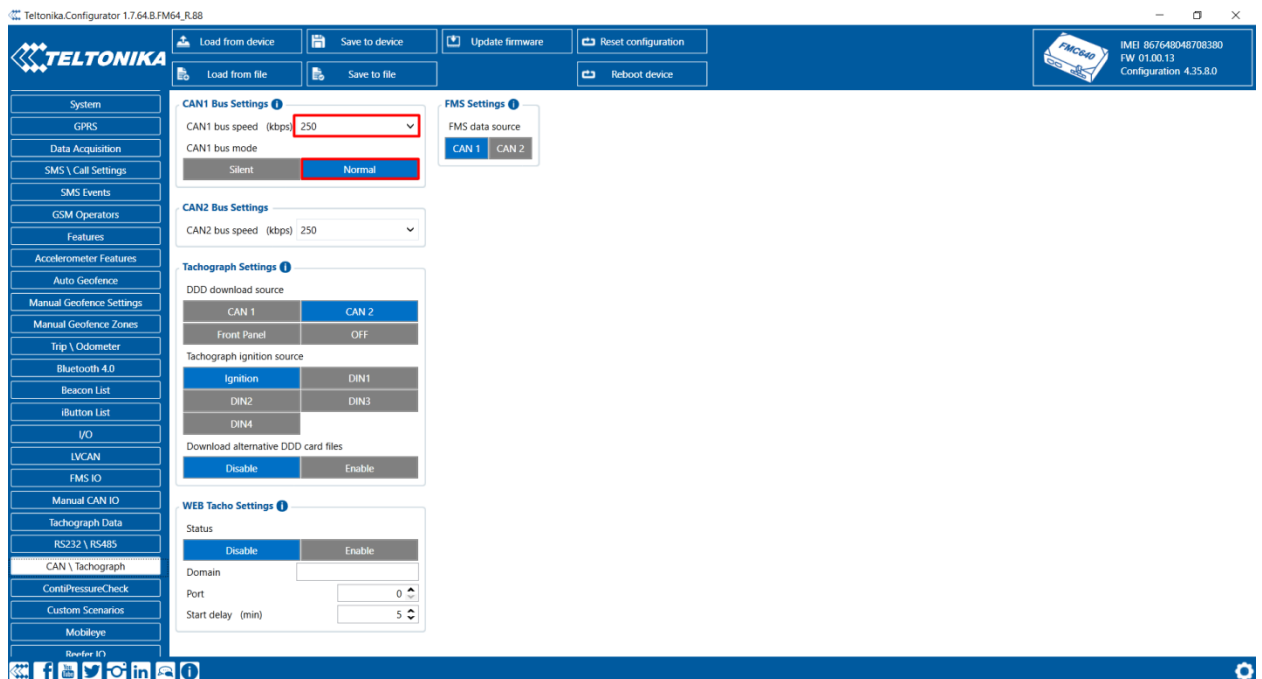 Teltonika.Configurator 1.7.64.B.FM64_R.88
TELTONIKA
Load from device
Save to device
Update firmware
Reset configuration
Load from file
Save to file
Reboot device
FMC640
IMEI 867648048708380
FW 01.00.13
Configuration 4.35.8.0
System
GPRS
Data Acquisition
SMS \ Call Settings
SMS Events
GSM Operators
Features
Accelerometer Features
Auto Geofence
Manual Geofence Settings
Manual Geofence Zones
Trip \ Odometer
Bluetooth 4.0
Beacon List
iButton List
I/O
LVCAN
FMS IO
Manual CAN IO
Tachograph Data
RS232 \ RS485
CAN \ Tachograph
ContiPressureCheck
Custom Scenarios
Mobileye
Reefer IO
CAN1 Bus Settings
CAN1 bus speed (kbps) 250
CAN1 bus mode
Silent Normal
CAN2 Bus Settings
CAN2 bus speed (kbps) 250
Tachograph Settings
DDD download source
CAN 1 CAN 2
Front Panel OFF
Tachograph ignition source
Ignition DIN1
DIN2 DIN3
DIN4
Download alternative DDD card files
Disable Enable
WEB Tacho Settings
Status
Disable Enable
Domain
Port 0
Start delay (min) 5
FMS Settings
FMS data source
CAN 1 CAN 2